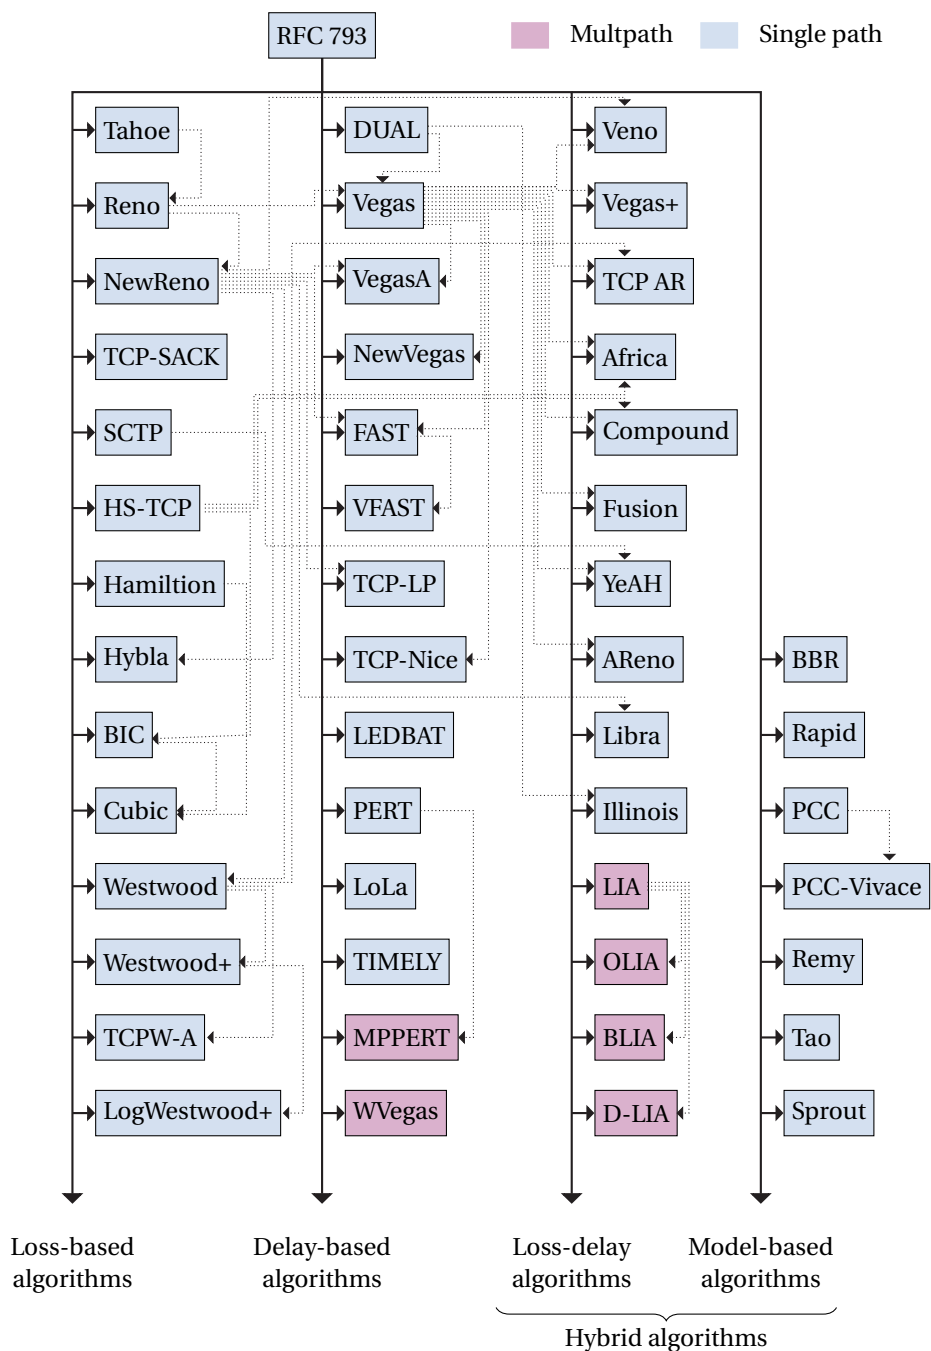 RFC 793
Multpath
Single path
Tahoe
Reno
NewReno
TCP-SACK
SCTP
HS-TCP
Hamiltion
Hybla
BIC
Cubic
Westwood
Westwood+
TCPW-A
LogWestwood+
DUAL
Vegas
VegasA
NewVegas
FAST
VFAST
TCP-LP
TCP-Nice
LEDBAT
PERT
LoLa
TIMELY
MPPERT
WVegas
Veno
Vegas+
TCP AR
Africa
Compound
Fusion
YeAH
AReno
Libra
Illinois
LIA
OLIA
BLIA
D-LIA
BBR
Rapid
PCC
PCC-Vivace
Remy
Tao
Sprout
Loss-based
algorithms
Delay-based
algorithms
Loss-delay
algorithms
Model-based
algorithms
Hybrid algorithms